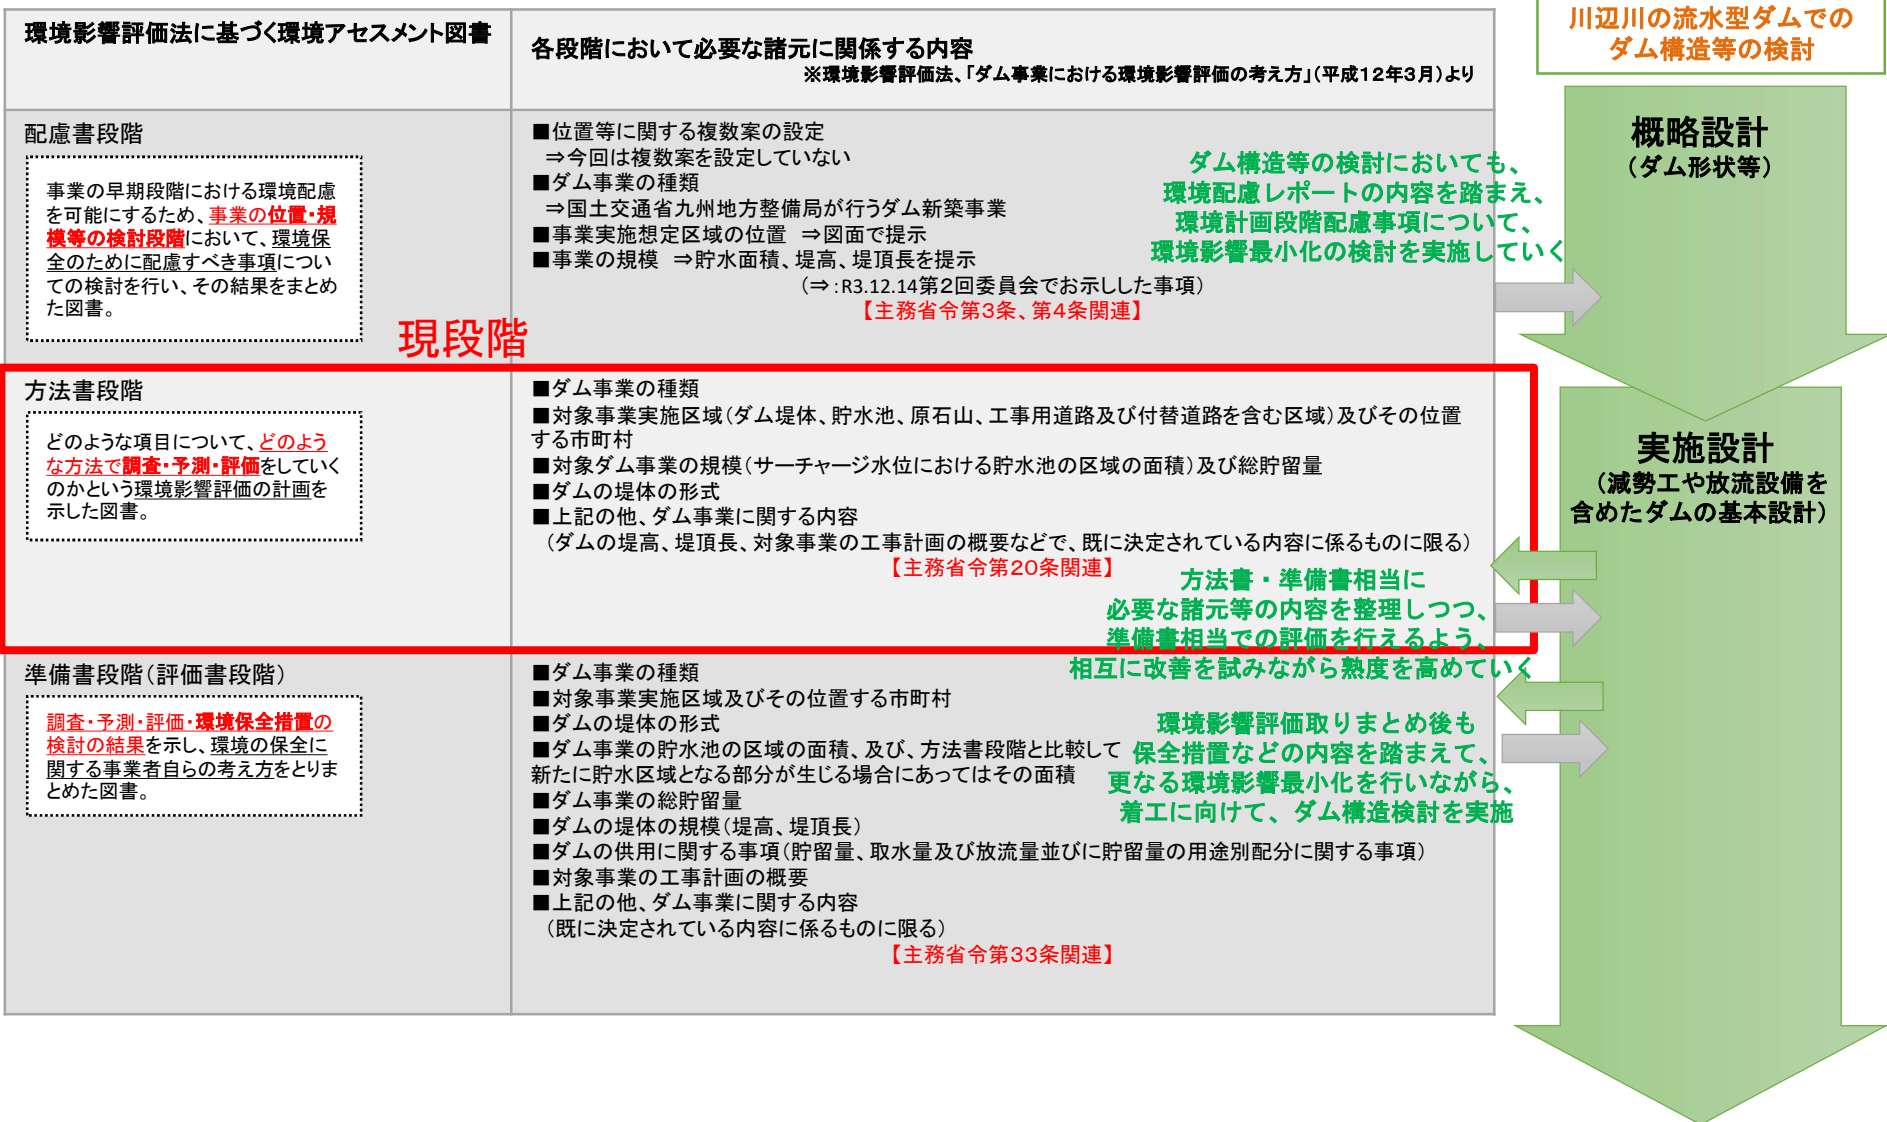 環境影響評価法に基づく環境アセスメント図書
各段階において必要な諸元に関係する内容
※環境影響評価法、「ダム事業における環境影響評価の考え方」(平成12年3月)より
川辺川の流水型ダムでの
ダム構造等の検討
配慮書段階
事業の早期段階における環境配慮
を可能にするため、事業の位置・規
模等の検討段階において、環境保
全のために配慮すべき事項につい
ての検討を行い、その結果をまとめ
た図書。
■位置等に関する複数案の設定
⇒今回は複数案を設定していない
■ダム事業の種類
⇒国土交通省九州地方整備局が行うダム新築事業
■事業実施想定区域の位置 ⇒図面で提示
■事業の規模 ⇒貯水面積、堤高、堤頂長を提示
(⇒:R3.12.14第2回委員会でお示しした事項)
【主務省令第3条、第4条関連】
ダム構造等の検討においても、
環境配慮レポートの内容を踏まえ、
環境計画段階配慮事項について、
環境影響最小化の検討を実施していく
概略設計
(ダム形状等)
現段階
方法書段階
どのような項目について、どのよう
な方法で調査・予測・評価をしていく
のかという環境影響評価の計画を
示した図書。
■ダム事業の種類
■対象事業実施区域(ダム堤体、貯水池、原石山、工事用道路及び付替道路を含む区域)及びその位置
する市町村
■対象ダム事業の規模(サーチャージ水位における貯水池の区域の面積)及び総貯留量
■ダムの堤体の形式
■上記の他、ダム事業に関する内容
(ダムの堤高、堤頂長、対象事業の工事計画の概要などで、既に決定されている内容に係るものに限る)
【主務省令第20条関連】
方法書・準備書相当に
必要な諸元等の内容を整理しつつ、
準備書相当での評価を行えるよう、
相互に改善を試みながら熟度を高めていく
実施設計
(減勢工や放流設備を
含めたダムの基本設計)
準備書段階(評価書段階)
調査・予測・評価・環境保全措置の
検討の結果を示し、環境の保全に
関する事業者自らの考え方をとりま
とめた図書。
■ダム事業の種類
■対象事業実施区域及びその位置する市町村
■ダムの堤体の形式
■ダム事業の貯水池の区域の面積、及び、方法書段階と比較して
新たに貯水区域となる部分が生じる場合にあってはその面積
■ダム事業の総貯留量
■ダムの堤体の規模(堤高、堤頂長)
■ダムの供用に関する事項(貯留量、取水量及び放流量並びに貯留量の用途別配分に関する事項)
■対象事業の工事計画の概要
■上記の他、ダム事業に関する内容
(既に決定されている内容に係るものに限る)
【主務省令第33条関連】
環境影響評価取りまとめ後も
保全措置などの内容を踏まえて、
更なる環境影響最小化を行いながら、
着工に向けて、ダム構造検討を実施